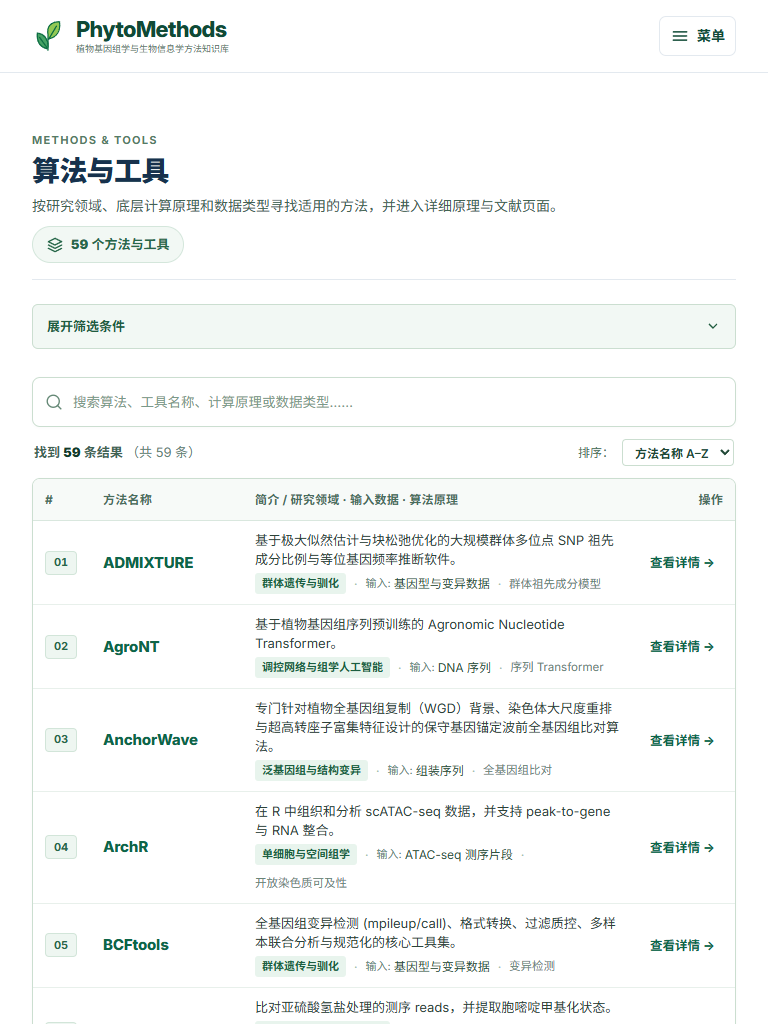 PhytoMethods
植物基因组学与生物信息学方法知识库
菜单
METHODS & TOOLS
算法与工具
按研究领域、底层计算原理和数据类型寻找适用的方法，并进入详细原理与文献页面。
59 个方法与工具
展开筛选条件
搜索算法、工具名称、计算原理或数据类型……
找到 59 条结果 （共 59 条） 排序： 方法名称 A–Z
# 方法名称 简介 / 研究领域 · 输入数据 · 算法原理 操作
01 ADMIXTURE 查看详情 →
基于极大似然估计与块松弛优化的大规模群体多位点 SNP 祖先
成分比例与等位基因频率推断软件。
群体遗传与驯化 · 输入: 基因型与变异数据 · 群体祖先成分模型
02 AgroNT 查看详情 →
基于植物基因组序列预训练的 Agronomic Nucleotide
Transformer。
调控网络与组学人工智能 · 输入: DNA 序列 · 序列 Transformer
03 AnchorWave 查看详情 →
专门针对植物全基因组复制（WGD）背景、染色体大尺度重排
与超高转座子富集特征设计的保守基因锚定波前全基因组比对算
法。
泛基因组与结构变异 · 输入: 组装序列 · 全基因组比对
04 ArchR 查看详情 →
在 R 中组织和分析 scATAC-seq 数据，并支持 peak-to-gene
与 RNA 整合。
单细胞与空间组学 · 输入: ATAC-seq 测序片段 ·
开放染色质可及性
05 BCFtools 查看详情 →
全基因组变异检测 (mpileup/call)、格式转换、过滤质控、多样
本联合分析与规范化的核心工具集。
群体遗传与驯化 · 输入: 基因型与变异数据 · 变异检测
比对亚硫酸氢盐处理的测序 reads，并提取胞嘧啶甲基化状态。